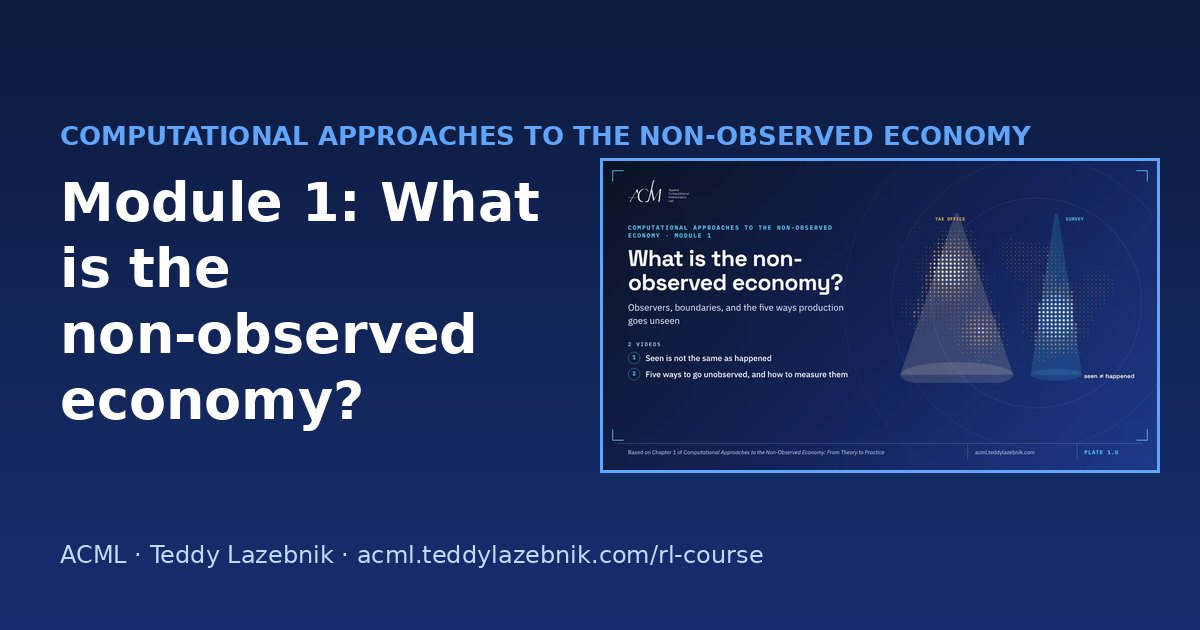 COMPUTATIONAL APPROACHES TO THE NON-OBSERVED ECONOMY
Module 1: What
is the
non-observed
economy?
ACM
Applied
Computational
Mathematics
Lab
COMPUTATIONAL APPROACHES TO THE NON-OBSERVED
ECONOMY · MODULE 1
What is the non-
observed economy?
Observers, boundaries, and the five ways production
goes unseen
2 VIDEOS
1 Seen is not the same as happened
2 Five ways to go unobserved, and how to measure them
TAX OFFICE
SURVEY
seen ≠ happened
Based on Chapter 1 of Computational Approaches to the Non-Observed Economy: From Theory to Practice
acml.teddylazebnik.com
PLATE 1.0
ACML · Teddy Lazebnik · acml.teddylazebnik.com/rl-course